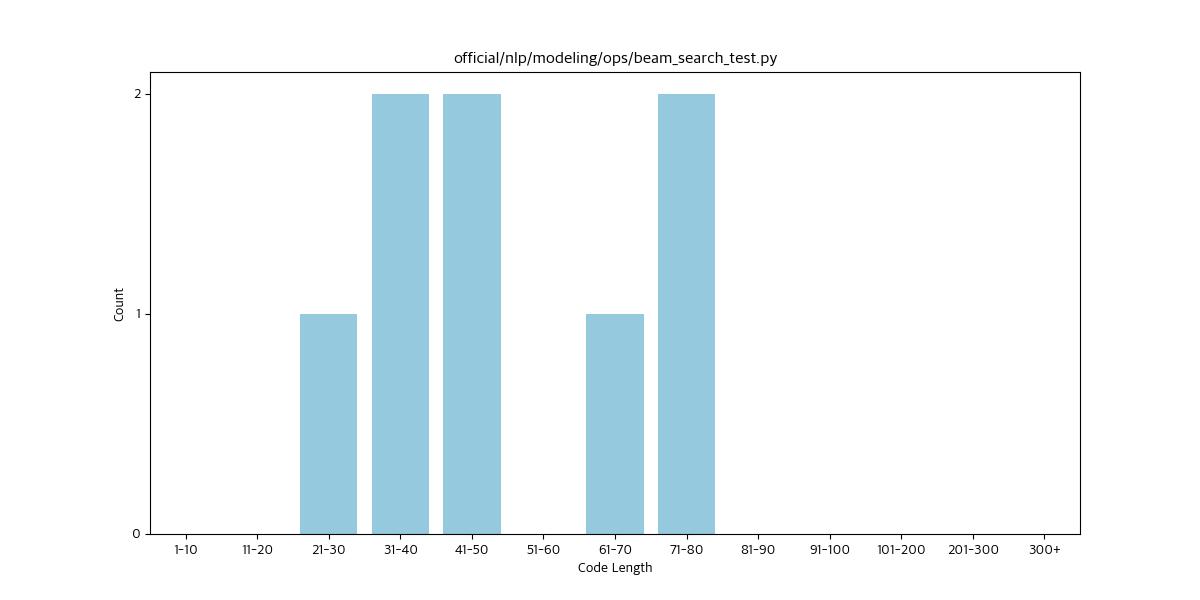 official/nlp/modeling/ops/beam_search_test.py
Count
2
1
0
1-10 11-20 21-30 31-40 41-50 51-60 61-70 71-80 81-90 91-100 101-200 201-300 300+
Code Length